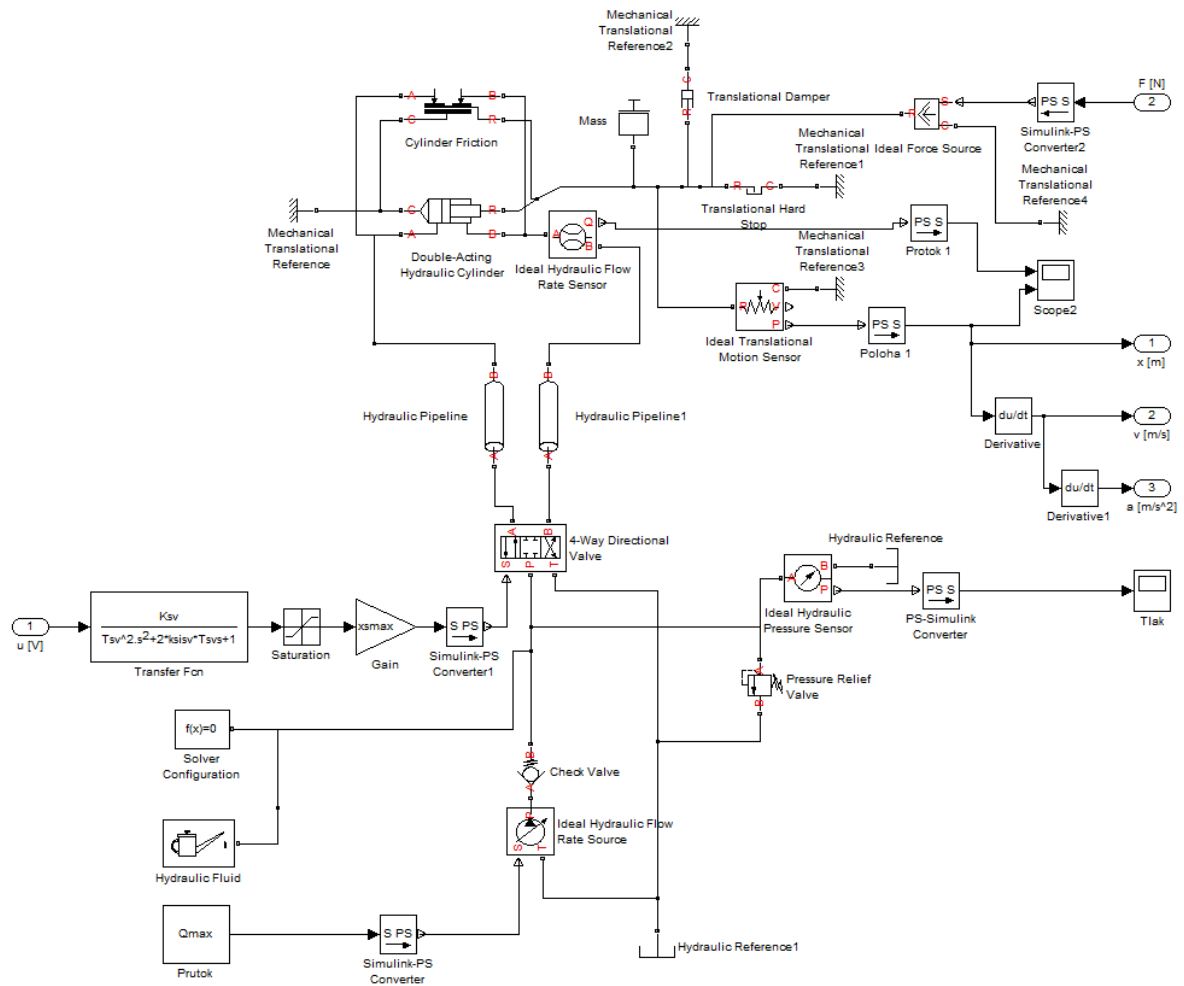 Mechanical
Translational
Reference2
A
B
C
R
Cylinder Friction
Mass
C
R
Translational Damper
R
S
C
Ideal Force Source
PS S
Simulink-PS
Converter2
F [N]
2
Mechanical
Translational
Reference1
Mechanical
Translational
Reference4
Mechanical
Translational
Reference
C
R
A
B
Double-Acting
Hydraulic Cylinder
A
Q
B
Ideal Hydraulic Flow
Rate Sensor
R
C
Translational Hard
Stop
PS S
Protok 1
Mechanical
Translational
Reference3
Scope2
R
C
V
P
Ideal Translational
Motion Sensor
PS S
Poloha 1
1
x [m]
B
A
Hydraulic Pipeline
B
A
Hydraulic Pipeline1
du/dt
Derivative
2
v [m/s]
du/dt
Derivative1
3
a [m/s^2]
A
B
S
P
T
4-Way Directional
Valve
Hydraulic Reference
A
B
P
Ideal Hydraulic
Pressure Sensor
PS S
PS-Simulink
Converter
Tlak
1
u [V]
Ksv
Tsv^2.s^2+2*ksisv*Tsvs+1
Transfer Fcn
Saturation
xsmax
Gain
S PS
Simulink-PS
Converter1
A
B
Pressure Relief
Valve
f(x)=0
Solver
Configuration
B
A
Check Valve
P
S
T
Ideal Hydraulic Flow
Rate Source
Hydraulic Fluid
Qmax
Prutok
S PS
Simulink-PS
Converter
Hydraulic Reference1